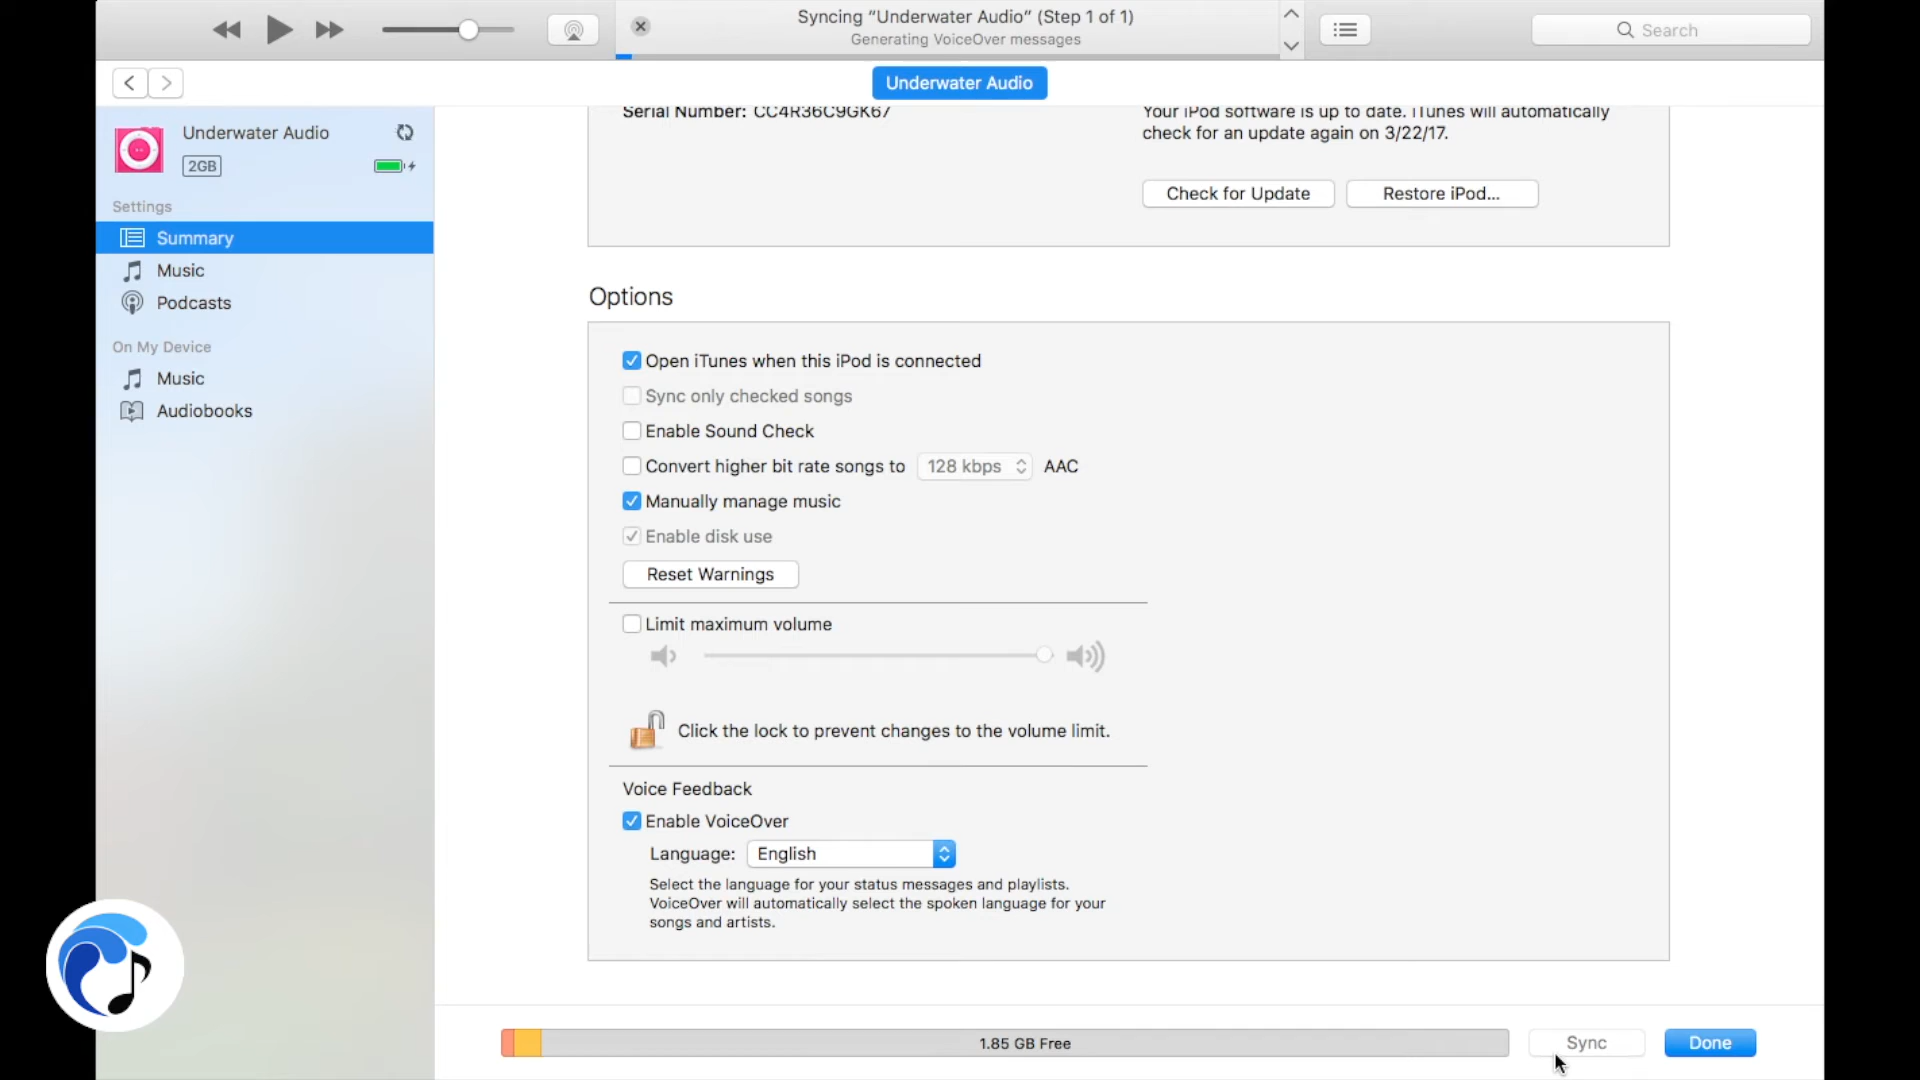 Syncing “Underwater Audio” (Step 1 of 1)
Generating VoiceOver messages
Search
Underwater Audio
Underwater Audio
2GB
Settings
Summary
Music
Podcasts
On My Device
Music
Audiobooks
Serial Number: CC4R36C9GK67
Your iPod software is up to date. iTunes will automatically
check for an update again on 3/22/17.
Check for Update
Restore iPod...
Options
Open iTunes when this iPod is connected
Sync only checked songs
Enable Sound Check
Convert higher bit rate songs to 128 kbps AAC
Manually manage music
Enable disk use
Reset Warnings
Limit maximum volume
Click the lock to prevent changes to the volume limit.
Voice Feedback
Enable VoiceOver
Language: English
Select the language for your status messages and playlists.
VoiceOver will automatically select the spoken language for your
songs and artists.
1.85 GB Free
Sync
Done